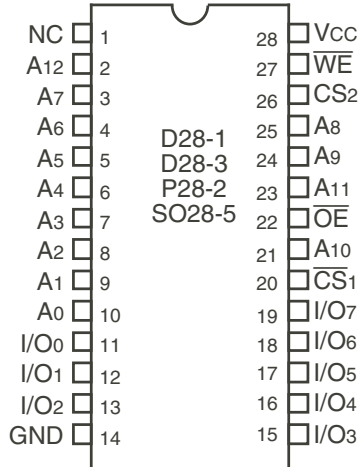 NC 1 28 VCC
A12 2 27 W̅E̅
A7 3 26 CS2
A6 4 25 A8
A5 5 24 A9
A4 6 23 A11
A3 7 22 O̅E̅
A2 8 21 A10
A1 9 20 C̅S̅1
A0 10 19 I/O7
I/O0 11 18 I/O6
I/O1 12 17 I/O5
I/O2 13 16 I/O4
GND 14 15 I/O3
D28-1
D28-3
P28-2
SO28-5